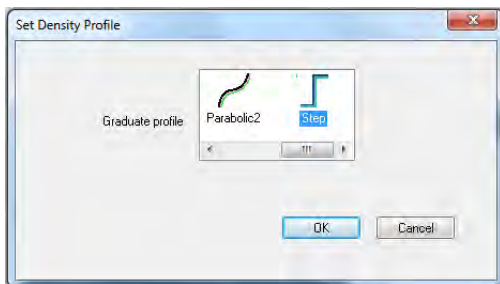 Set Density Profile
Graduate profile
Parabolic2 Step
OK Cancel